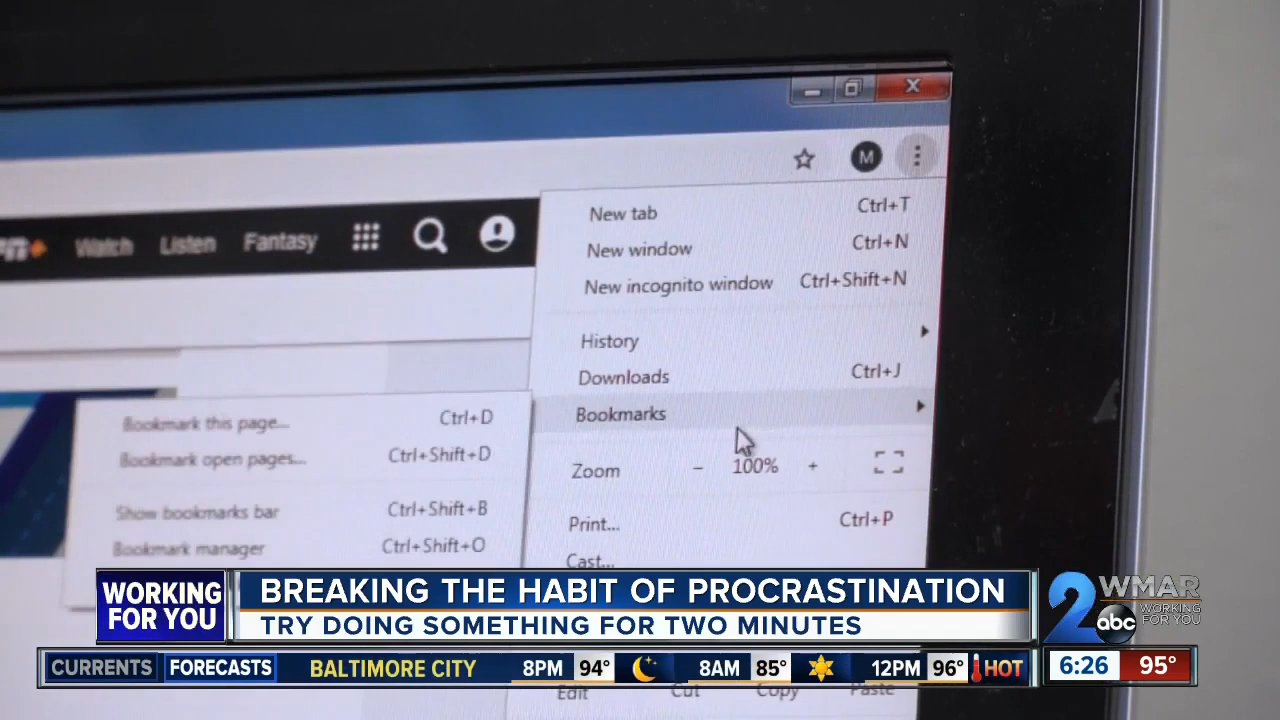 M
Watch Listen Fantasy
New tab Ctrl+T
New window Ctrl+N
New incognito window Ctrl+Shift+N
History
Downloads Ctrl+J
Bookmarks
Bookmark this page... Ctrl+D
Bookmark open pages... Ctrl+Shift+D
Show bookmarks bar Ctrl+Shift+B
Bookmark manager Ctrl+Shift+O
Zoom − 100% +
Print... Ctrl+P
Cast...
WORKING FOR YOU
BREAKING THE HABIT OF PROCRASTINATION
TRY DOING SOMETHING FOR TWO MINUTES
2 WMAR
abc WORKING FOR YOU
CURRENTS FORECASTS BALTIMORE CITY 8PM 94° 8AM 85° 12PM 96° HOT 6:26 95°
Edit Cut Copy Paste